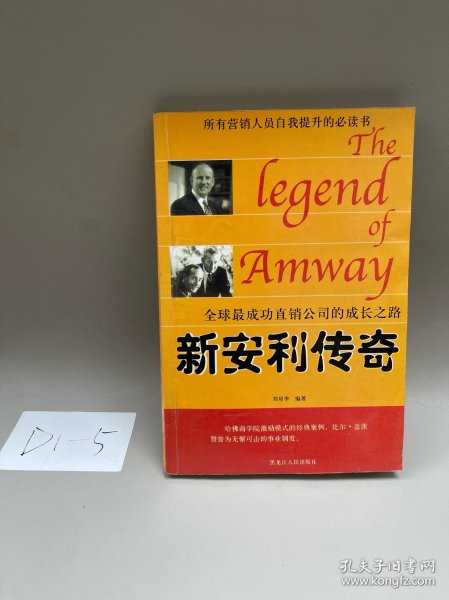 所有营销人员自我提升的必读书
The
legend
of
Amway
全球最成功直销公司的成长之路
新安利传奇
邓星华 编著
哈佛商学院激励模式的经典案例，比尔·盖茨
赞誉为无懈可击的事业制度。
黑龙江人民出版社
D1-5
孔夫子旧书网
www.kongfz.com